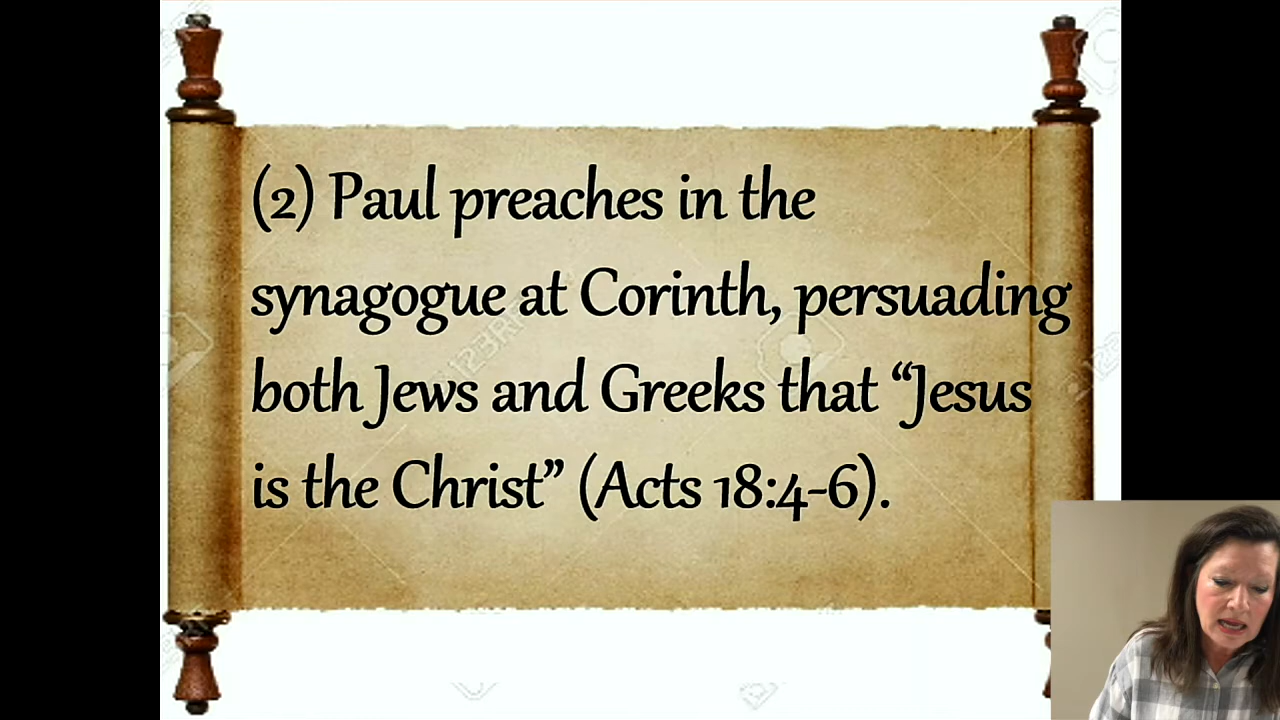 (2) Paul preaches in the
synagogue at Corinth, persuading
both Jews and Greeks that “Jesus
is the Christ” (Acts 18:4-6).
123RF